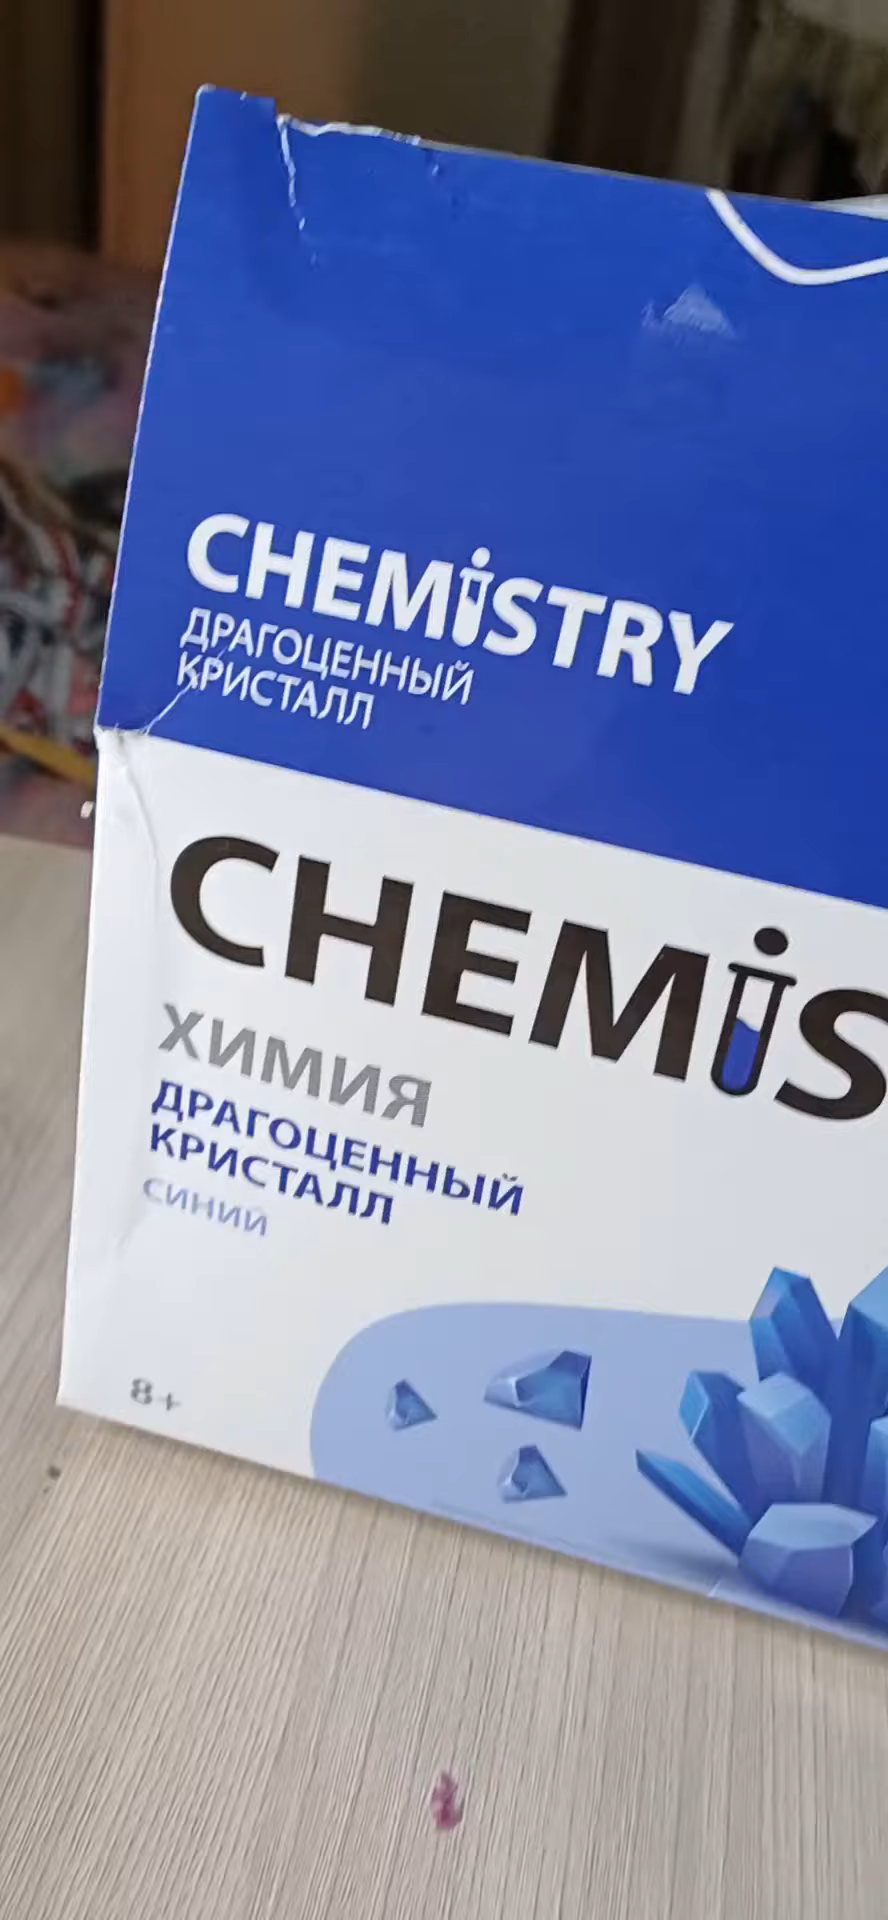 CHEMiSTRY
ДРАГОЦЕННЫЙ
КРИСТАЛЛ
CHEMiS
ХИМИЯ
ДРАГОЦЕННЫЙ
КРИСТАЛЛ
СИНИЙ
8+